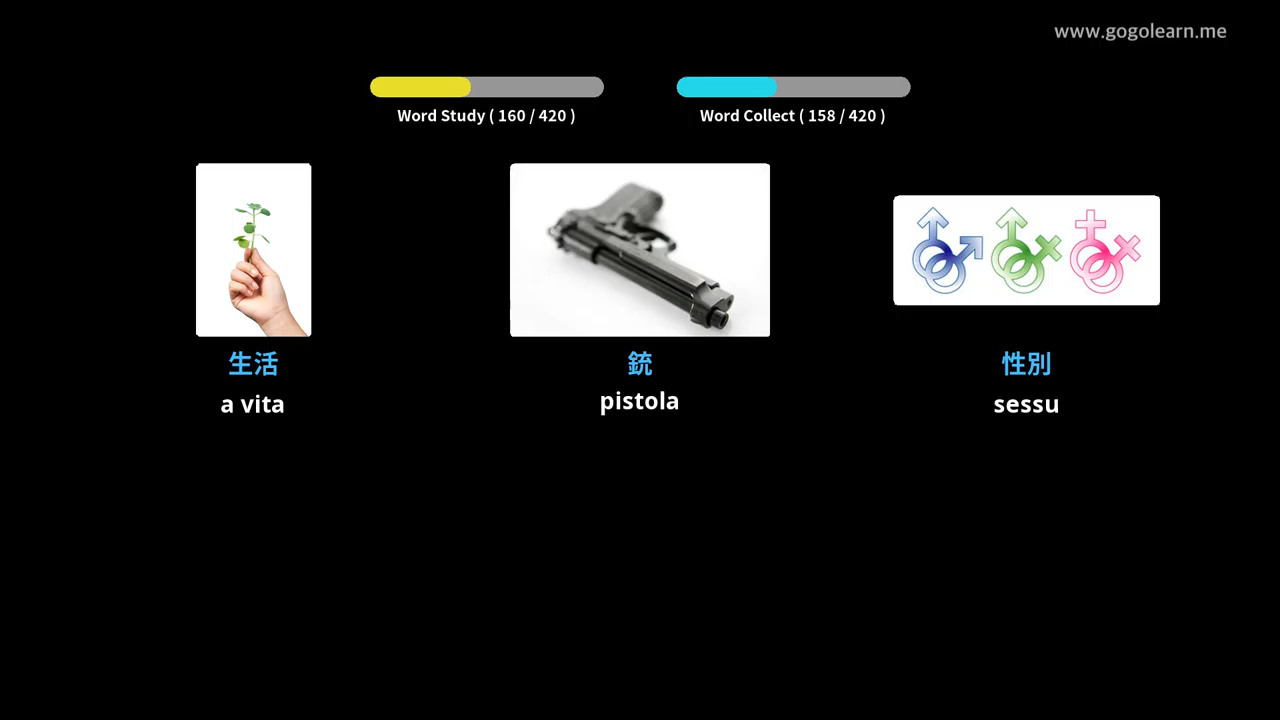 www.gogolearn.me
Word Study ( 160 / 420 )
Word Collect ( 158 / 420 )
生活
銃
性別
a vita
pistola
sessu